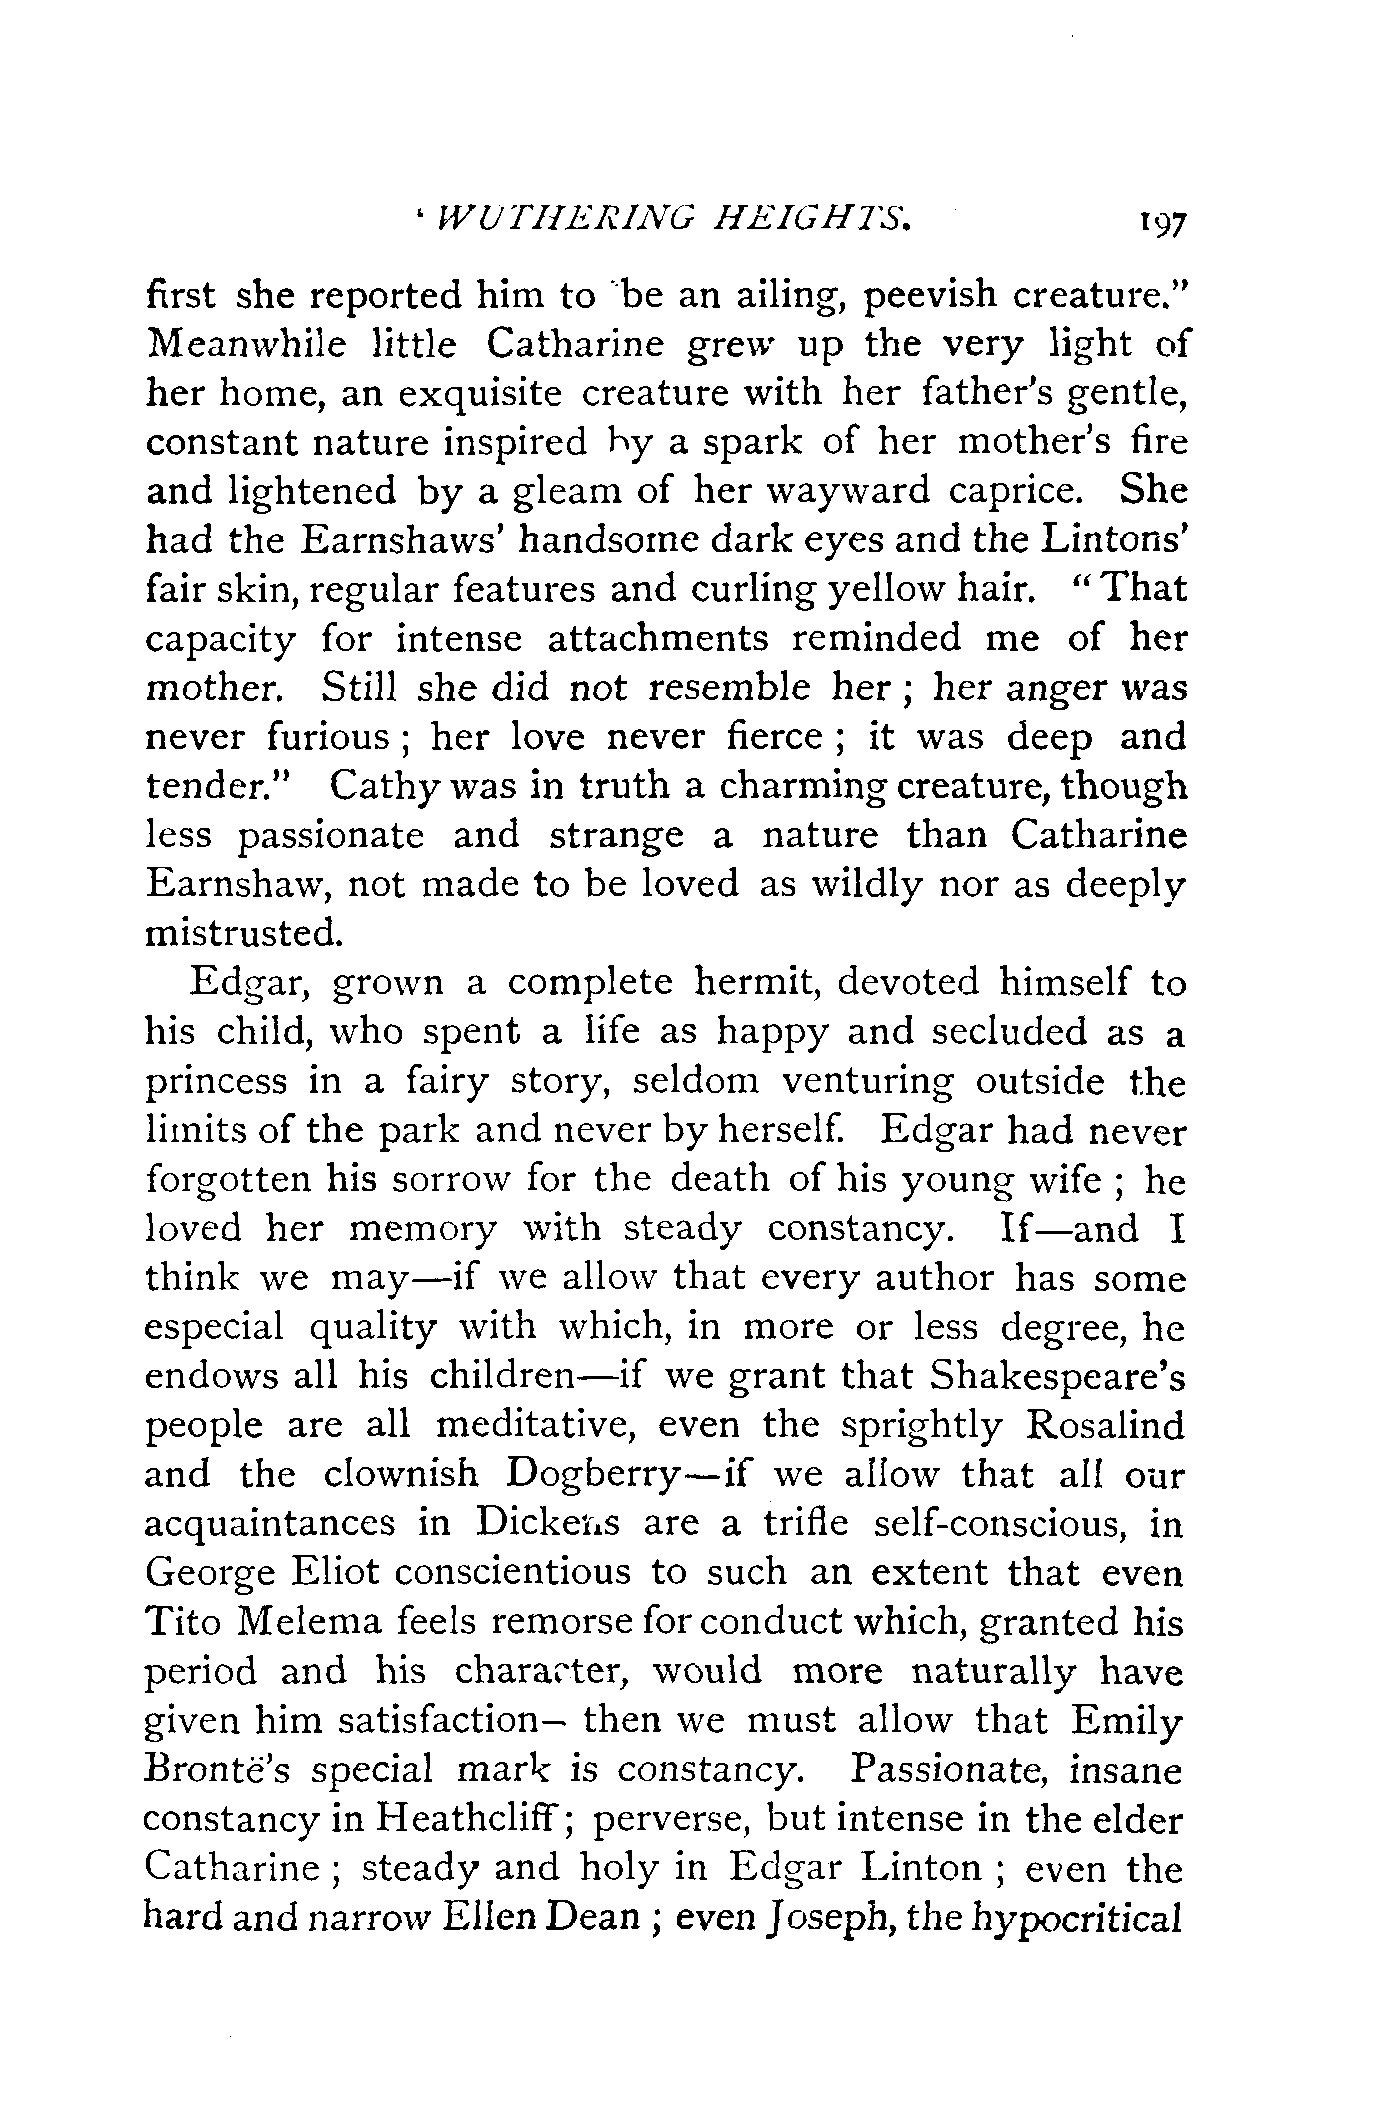 ‘ WUTHERING HEIGHTS. 197
first she reported him to be an ailing, peevish creature.”
Meanwhile little Catharine grew up the very light of
her home, an exquisite creature with her father’s gentle,
constant nature inspired by a spark of her mother’s fire
and lightened by a gleam of her wayward caprice. She
had the Earnshaws’ handsome dark eyes and the Lintons’
fair skin, regular features and curling yellow hair. “ That
capacity for intense attachments reminded me of her
mother. Still she did not resemble her ; her anger was
never furious ; her love never fierce ; it was deep and
tender.” Cathy was in truth a charming creature, though
less passionate and strange a nature than Catharine
Earnshaw, not made to be loved as wildly nor as deeply
mistrusted.
Edgar, grown a complete hermit, devoted himself to
his child, who spent a life as happy and secluded as a
princess in a fairy story, seldom venturing outside the
limits of the park and never by herself. Edgar had never
forgotten his sorrow for the death of his young wife ; he
loved her memory with steady constancy. If—and I
think we may—if we allow that every author has some
especial quality with which, in more or less degree, he
endows all his children—if we grant that Shakespeare’s
people are all meditative, even the sprightly Rosalind
and the clownish Dogberry—if we allow that all our
acquaintances in Dickens are a trifle self-conscious, in
George Eliot conscientious to such an extent that even
Tito Melema feels remorse for conduct which, granted his
period and his character, would more naturally have
given him satisfaction— then we must allow that Emily
Brontë’s special mark is constancy. Passionate, insane
constancy in Heathcliff ; perverse, but intense in the elder
Catharine ; steady and holy in Edgar Linton ; even the
hard and narrow Ellen Dean ; even Joseph, the hypocritical